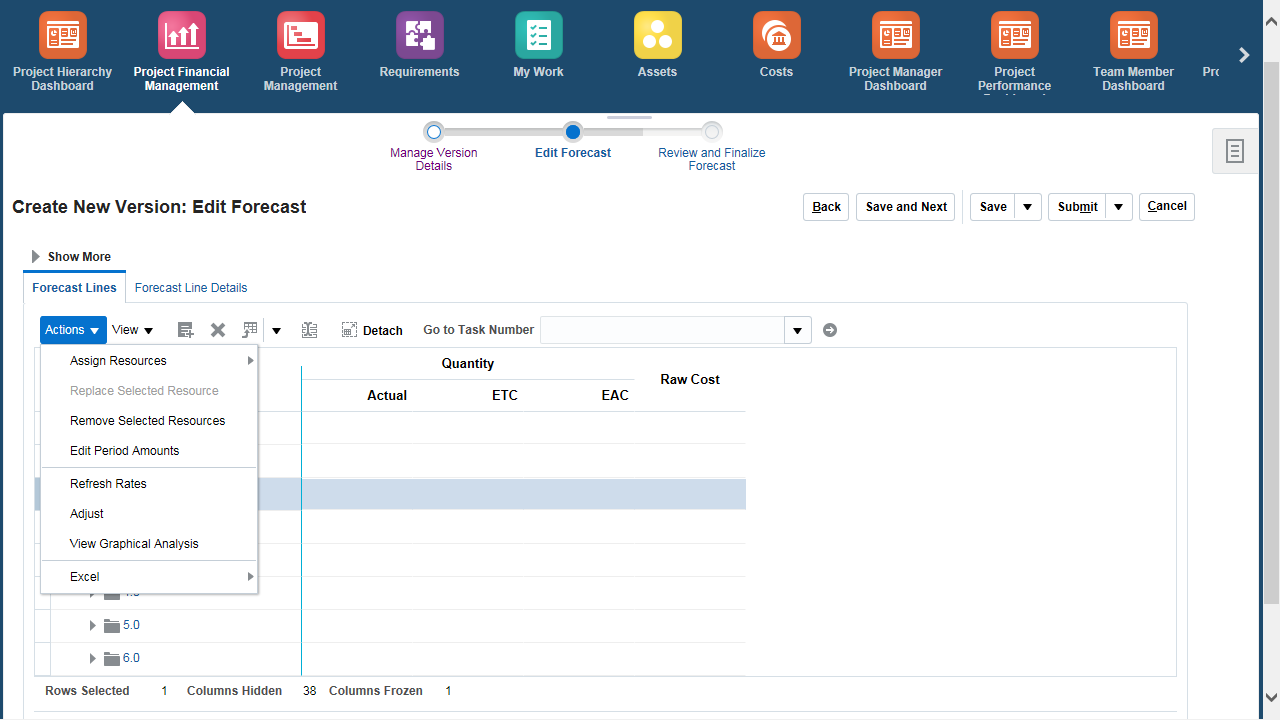 Project Hierarchy
Dashboard
Project Financial
Management
Project
Management
Requirements
My Work
Assets
Costs
Project Manager
Dashboard
Project
Performance
Team Member
Dashboard
Manage Version
Details
Edit Forecast
Review and Finalize
Forecast
Create New Version: Edit Forecast
Back
Save and Next
Save
Submit
Cancel
Show More
Forecast Lines
Forecast Line Details
Actions
View
Detach
Go to Task Number
Assign Resources
Replace Selected Resource
Remove Selected Resources
Edit Period Amounts
Refresh Rates
Adjust
View Graphical Analysis
Excel
Quantity
Raw Cost
Actual
ETC
EAC
5.0
6.0
Rows Selected 1 Columns Hidden 38 Columns Frozen 1